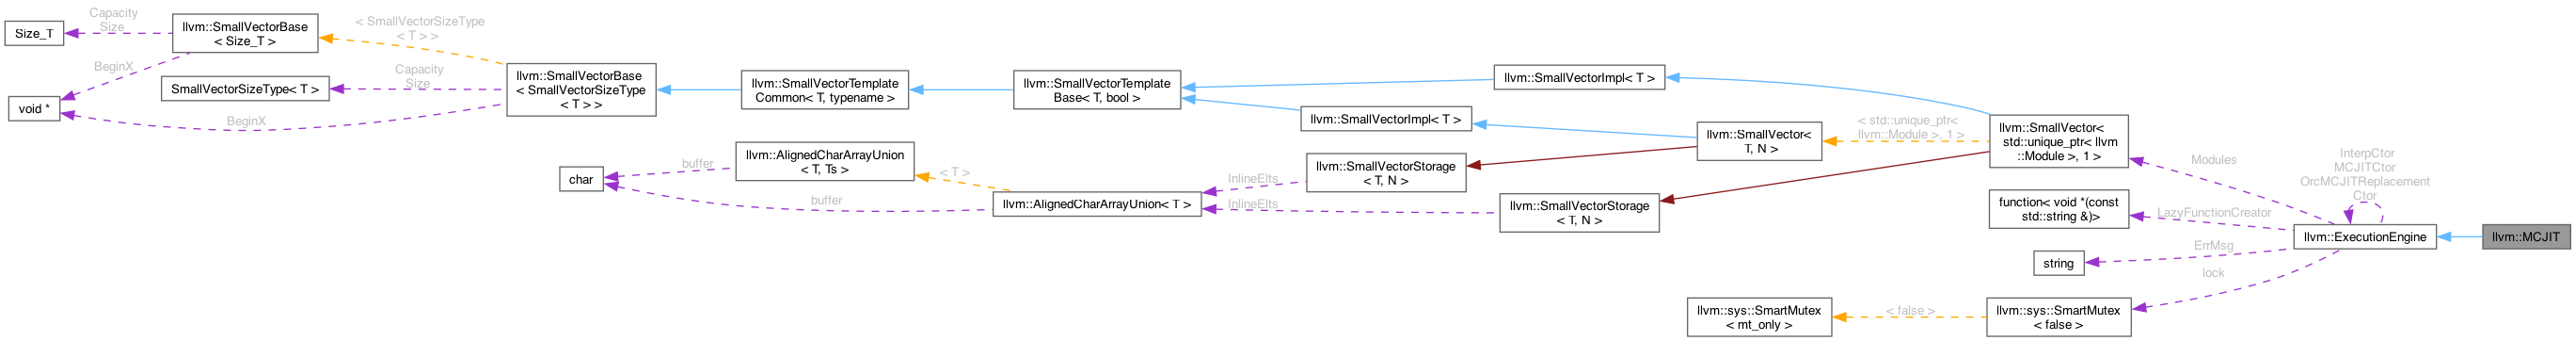 Size_T
Capacity
Size
llvm::SmallVectorBase
< Size_T >
BeginX
void *
SmallVectorSizeType< T >
Capacity
Size
BeginX
< SmallVectorSizeType
< T > >
llvm::SmallVectorBase
< SmallVectorSizeType
< T > >
llvm::SmallVectorTemplate
Common< T, typename >
llvm::SmallVectorTemplate
Base< T, bool >
llvm::SmallVectorImpl< T >
llvm::SmallVectorImpl< T >
llvm::SmallVector<
T, N >
< std::unique_ptr<
llvm::Module >, 1 >
llvm::SmallVector<
std::unique_ptr< llvm
::Module >, 1 >
char
buffer
buffer
llvm::AlignedCharArrayUnion
< T, Ts >
< T >
llvm::AlignedCharArrayUnion< T >
InlineElts
InlineElts
llvm::SmallVectorStorage
< T, N >
llvm::SmallVectorStorage
< T, N >
Modules
InterpCtor
MCJITCtor
OrcMCJITReplacement
Ctor
function< void *(const
std::string &)>
LazyFunctionCreator
llvm::ExecutionEngine
llvm::MCJIT
string
ErrMsg
lock
llvm::sys::SmartMutex
< mt_only >
< false >
llvm::sys::SmartMutex
< false >